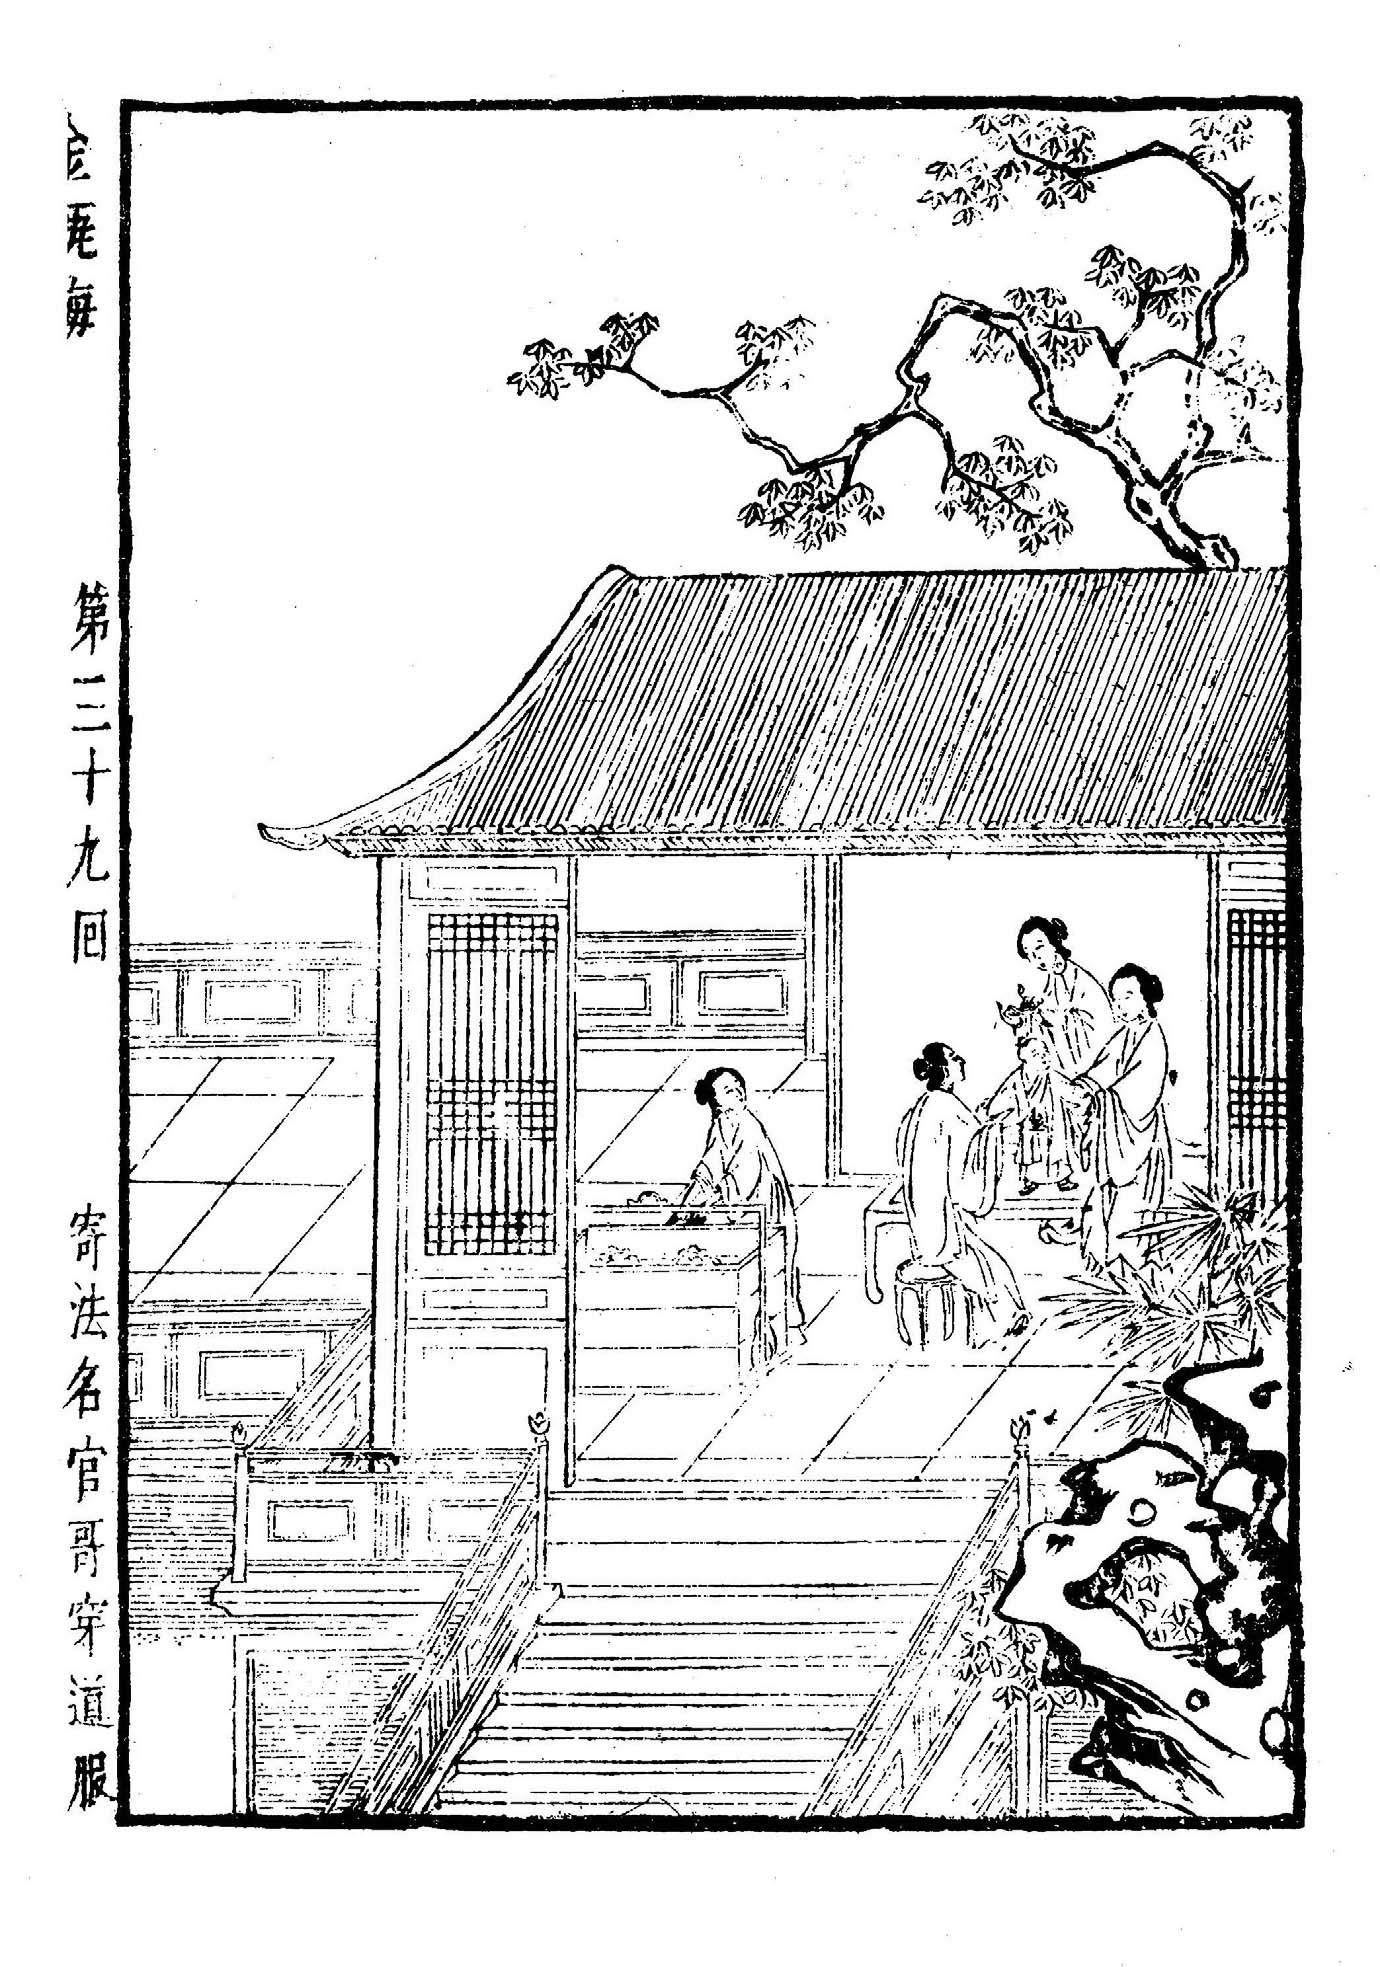 金瓶梅
第三十九回
寄法名官哥穿道服